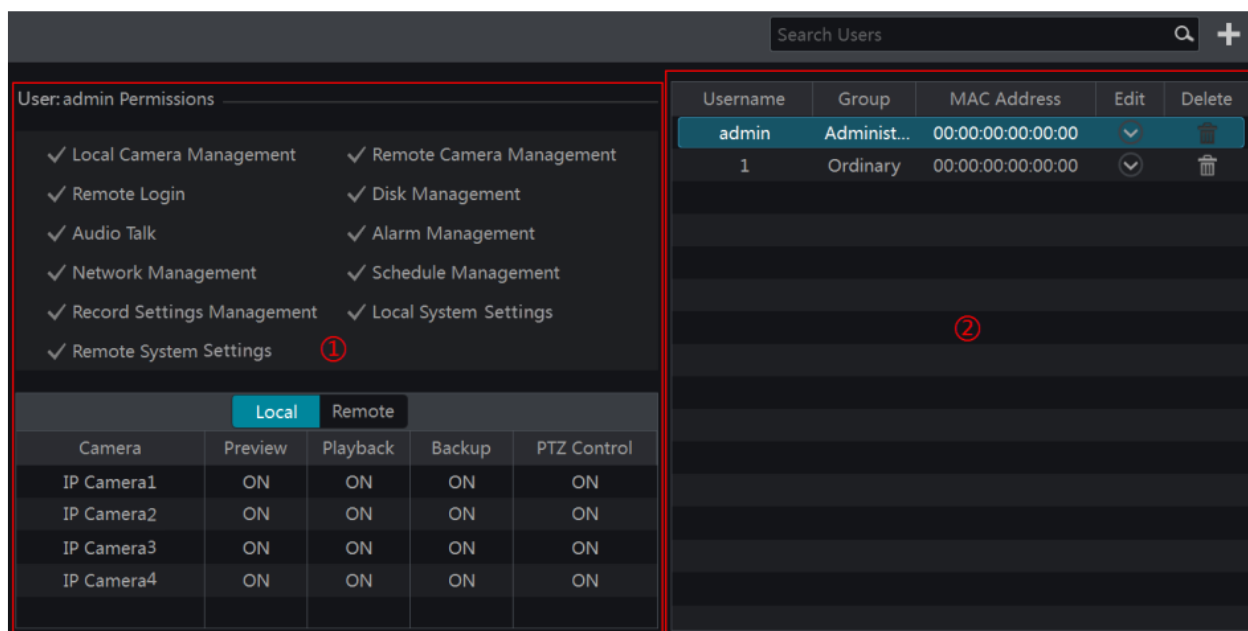 Search Users
User: admin Permissions
Local Camera Management Remote Camera Management
Remote Login Disk Management
Audio Talk Alarm Management
Network Management Schedule Management
Record Settings Management Local System Settings
Remote System Settings ①
Local Remote
Camera Preview Playback Backup PTZ Control
IP Camera1 ON ON ON ON
IP Camera2 ON ON ON ON
IP Camera3 ON ON ON ON
IP Camera4 ON ON ON ON
Username Group MAC Address Edit Delete
admin Administ... 00:00:00:00:00:00
1 Ordinary 00:00:00:00:00:00
②